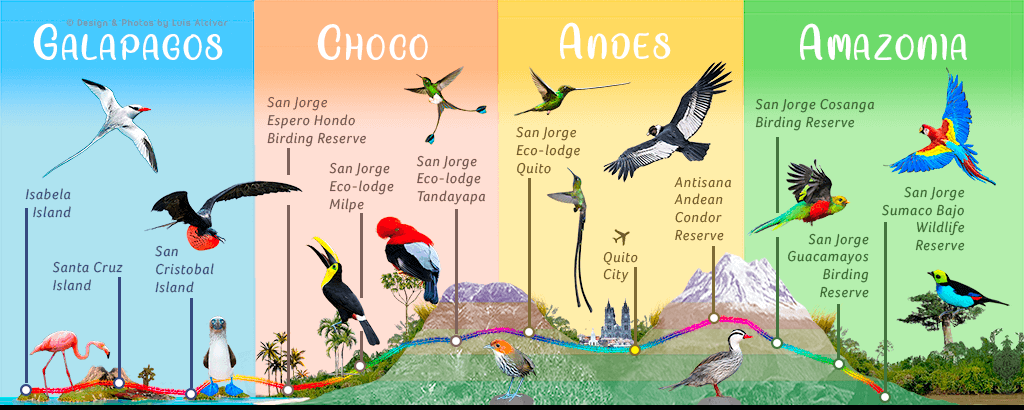 © Design & Photos by Luis Alcivar
GALAPAGOS
CHOCO
ANDES
AMAZONIA
Isabela
Island
Santa Cruz
Island
San
Cristobal
Island
San Jorge
Espero Hondo
Birding Reserve
San Jorge
Eco-lodge
Milpe
San Jorge
Eco-lodge
Tandayapa
San Jorge
Eco-lodge
Quito
Quito
City
Antisana
Andean
Condor
Reserve
San Jorge Cosanga
Birding Reserve
San Jorge
Guacamayos
Birding
Reserve
San Jorge
Sumaco Bajo
Wildlife
Reserve